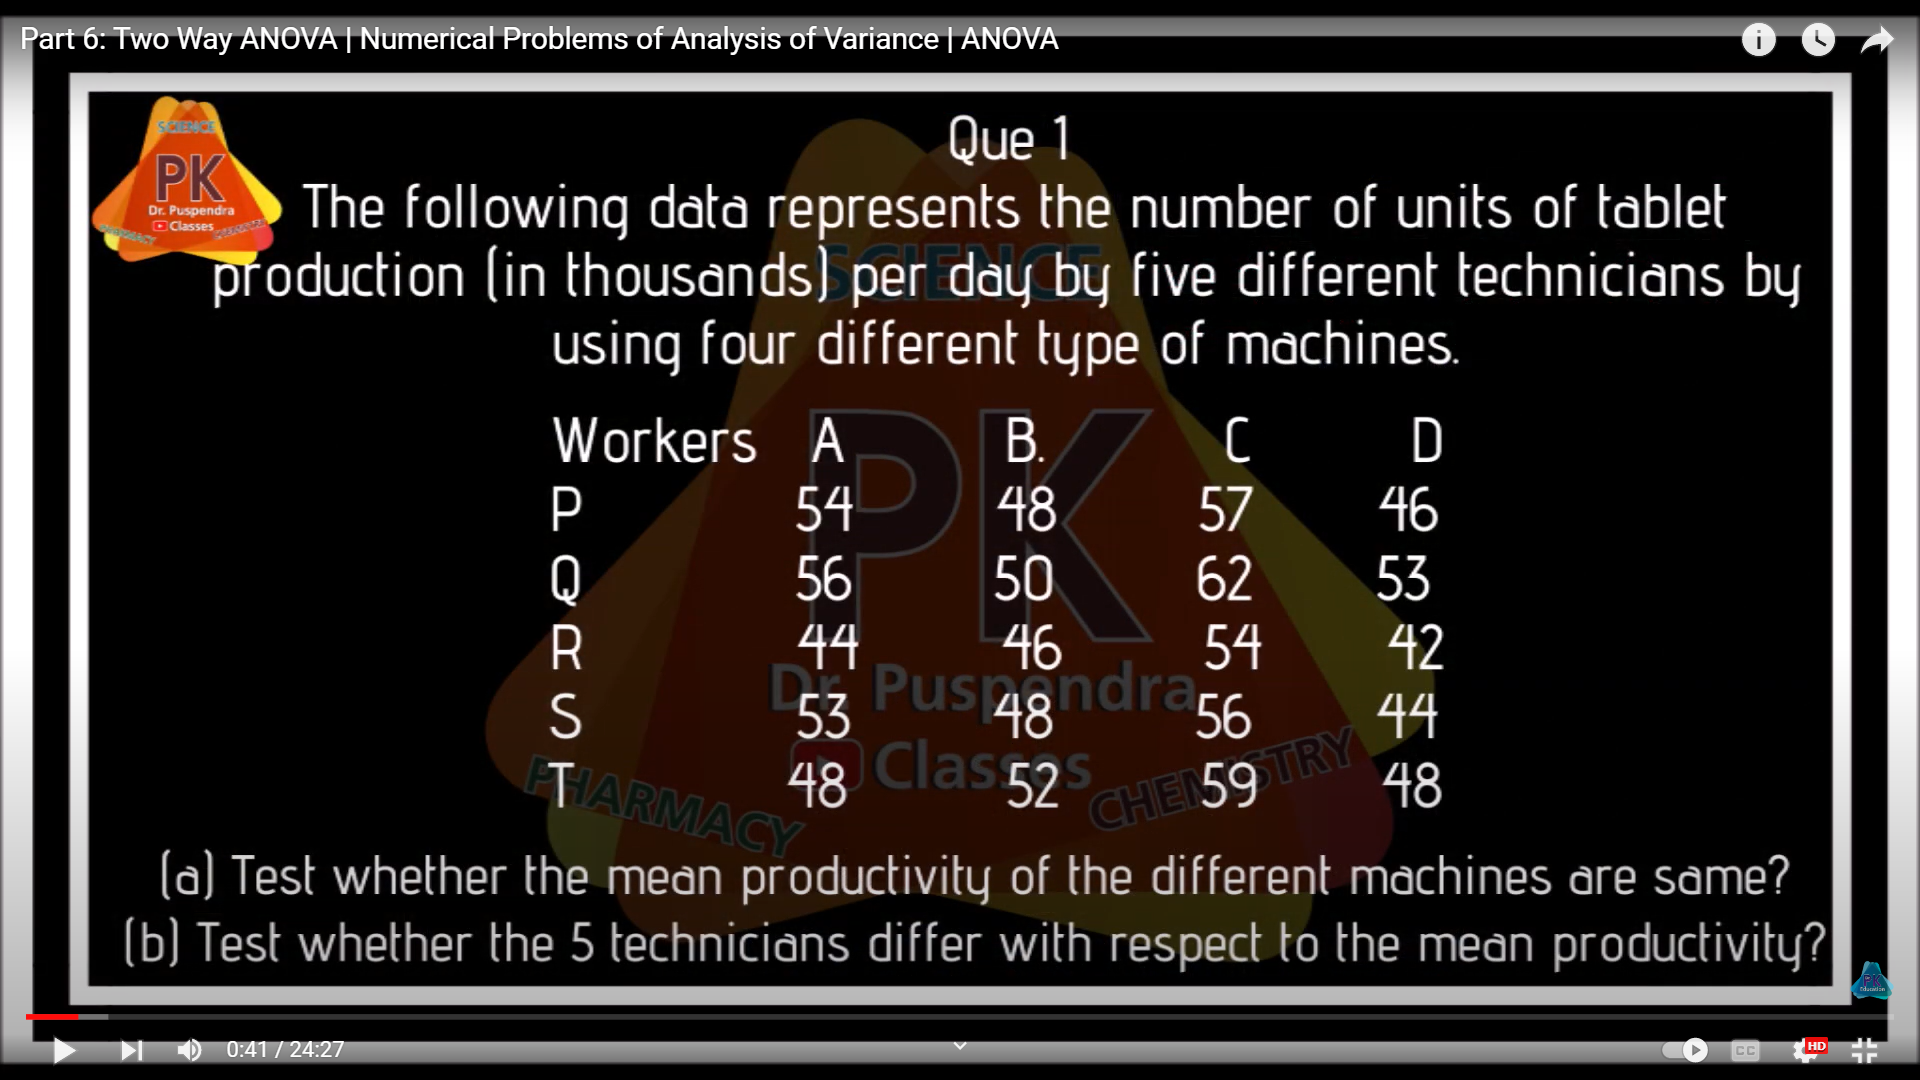 Part 6: Two Way ANOVA | Numerical Problems of Analysis of Variance | ANOVA
SCIENCE
PK
Dr. Puspendra
Classes
PHARMACY
CHEMISTRY
Que 1
The following data represents the number of units of tablet
production (in thousands) per day by five different technicians by
using four different type of machines.
Workers A B. C D
P 54 48 57 46
Q 56 50 62 53
R 44 46 54 42
S 53 48 56 44
T 48 52 59 48
SCIENCE
PK
Dr. Puspendra
Classes
PHARMACY
CHEMISTRY
(a) Test whether the mean productivity of the different machines are same?
(b) Test whether the 5 technicians differ with respect to the mean productivity?
PK
Education
0:41 / 24:27
CC
HD